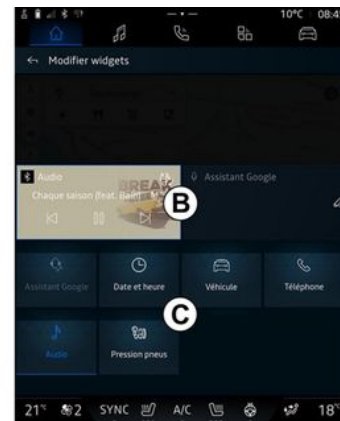 10°C 08:4
Modifier widgets
Audio
Assistant Google
Chaque saison (feat.
BREAK
B
Assistant Google
Date et heure
Véhicule
Téléphone
C
Audio
Pression pneus
21° 2 SYNC A/C 18°